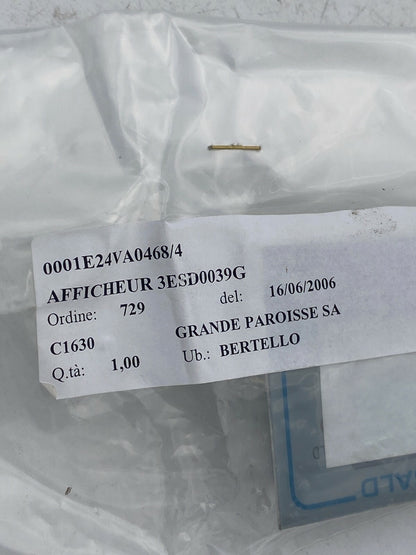 0001E24VA0468/4
AFFICHEUR 3ESD0039G
Ordine: 729 del: 16/06/2006
C1630 GRANDE PAROISSE SA
Q.tà: 1,00 Ub.: BERTELLO